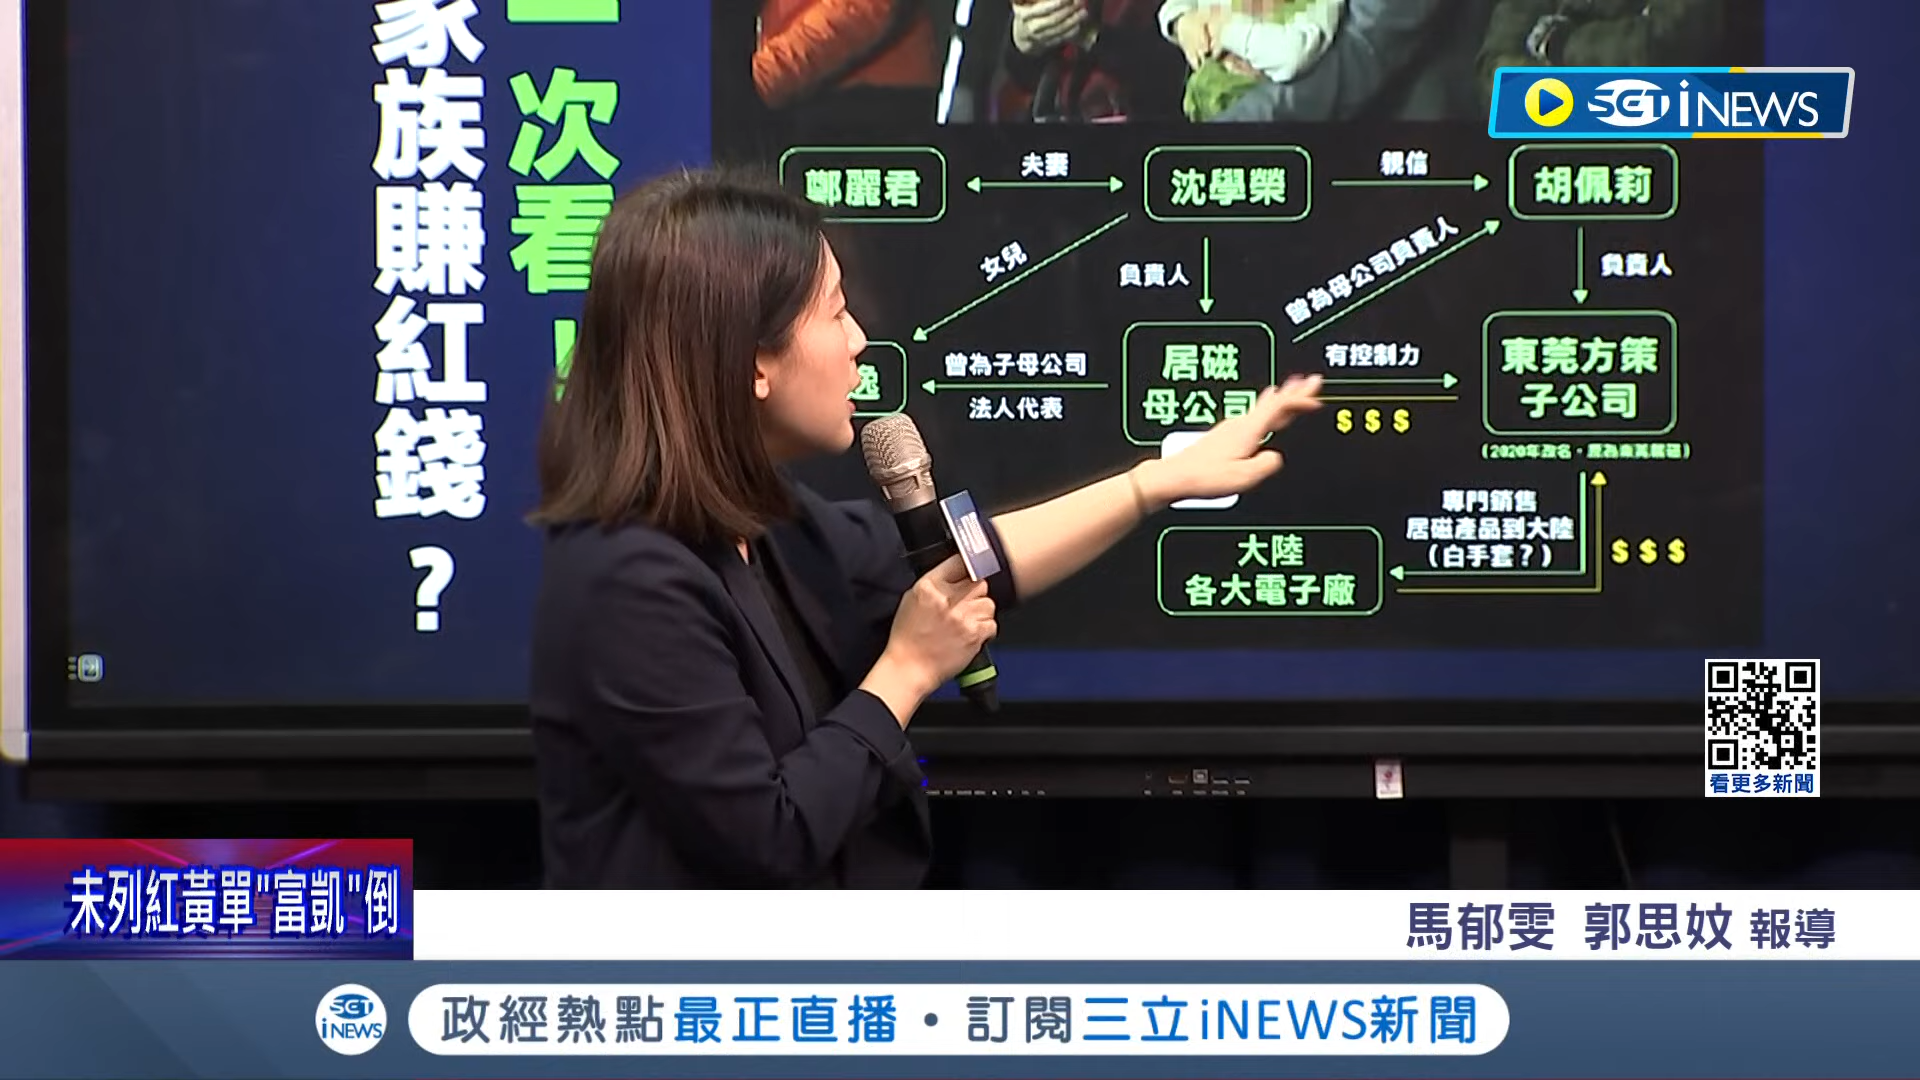 一次看！
家族賺紅錢？
SETiNEWS
鄭麗君
夫妻
沈學榮
親信
胡佩莉
女兒
負責人
曾為母公司負責人
負責人
逸
曾為子母公司
法人代表
居磁
母公司
有控制力
$ $ $
東莞方策
子公司
專門銷售
居磁產品到大陸
(白手套？)
$ $ $
大陸
各大電子廠
看更多新聞
未列紅黃單"富凱"倒
馬郁雯 郭思妏 報導
SET iNEWS
政經熱點最正直播・訂閱三立iNEWS新聞